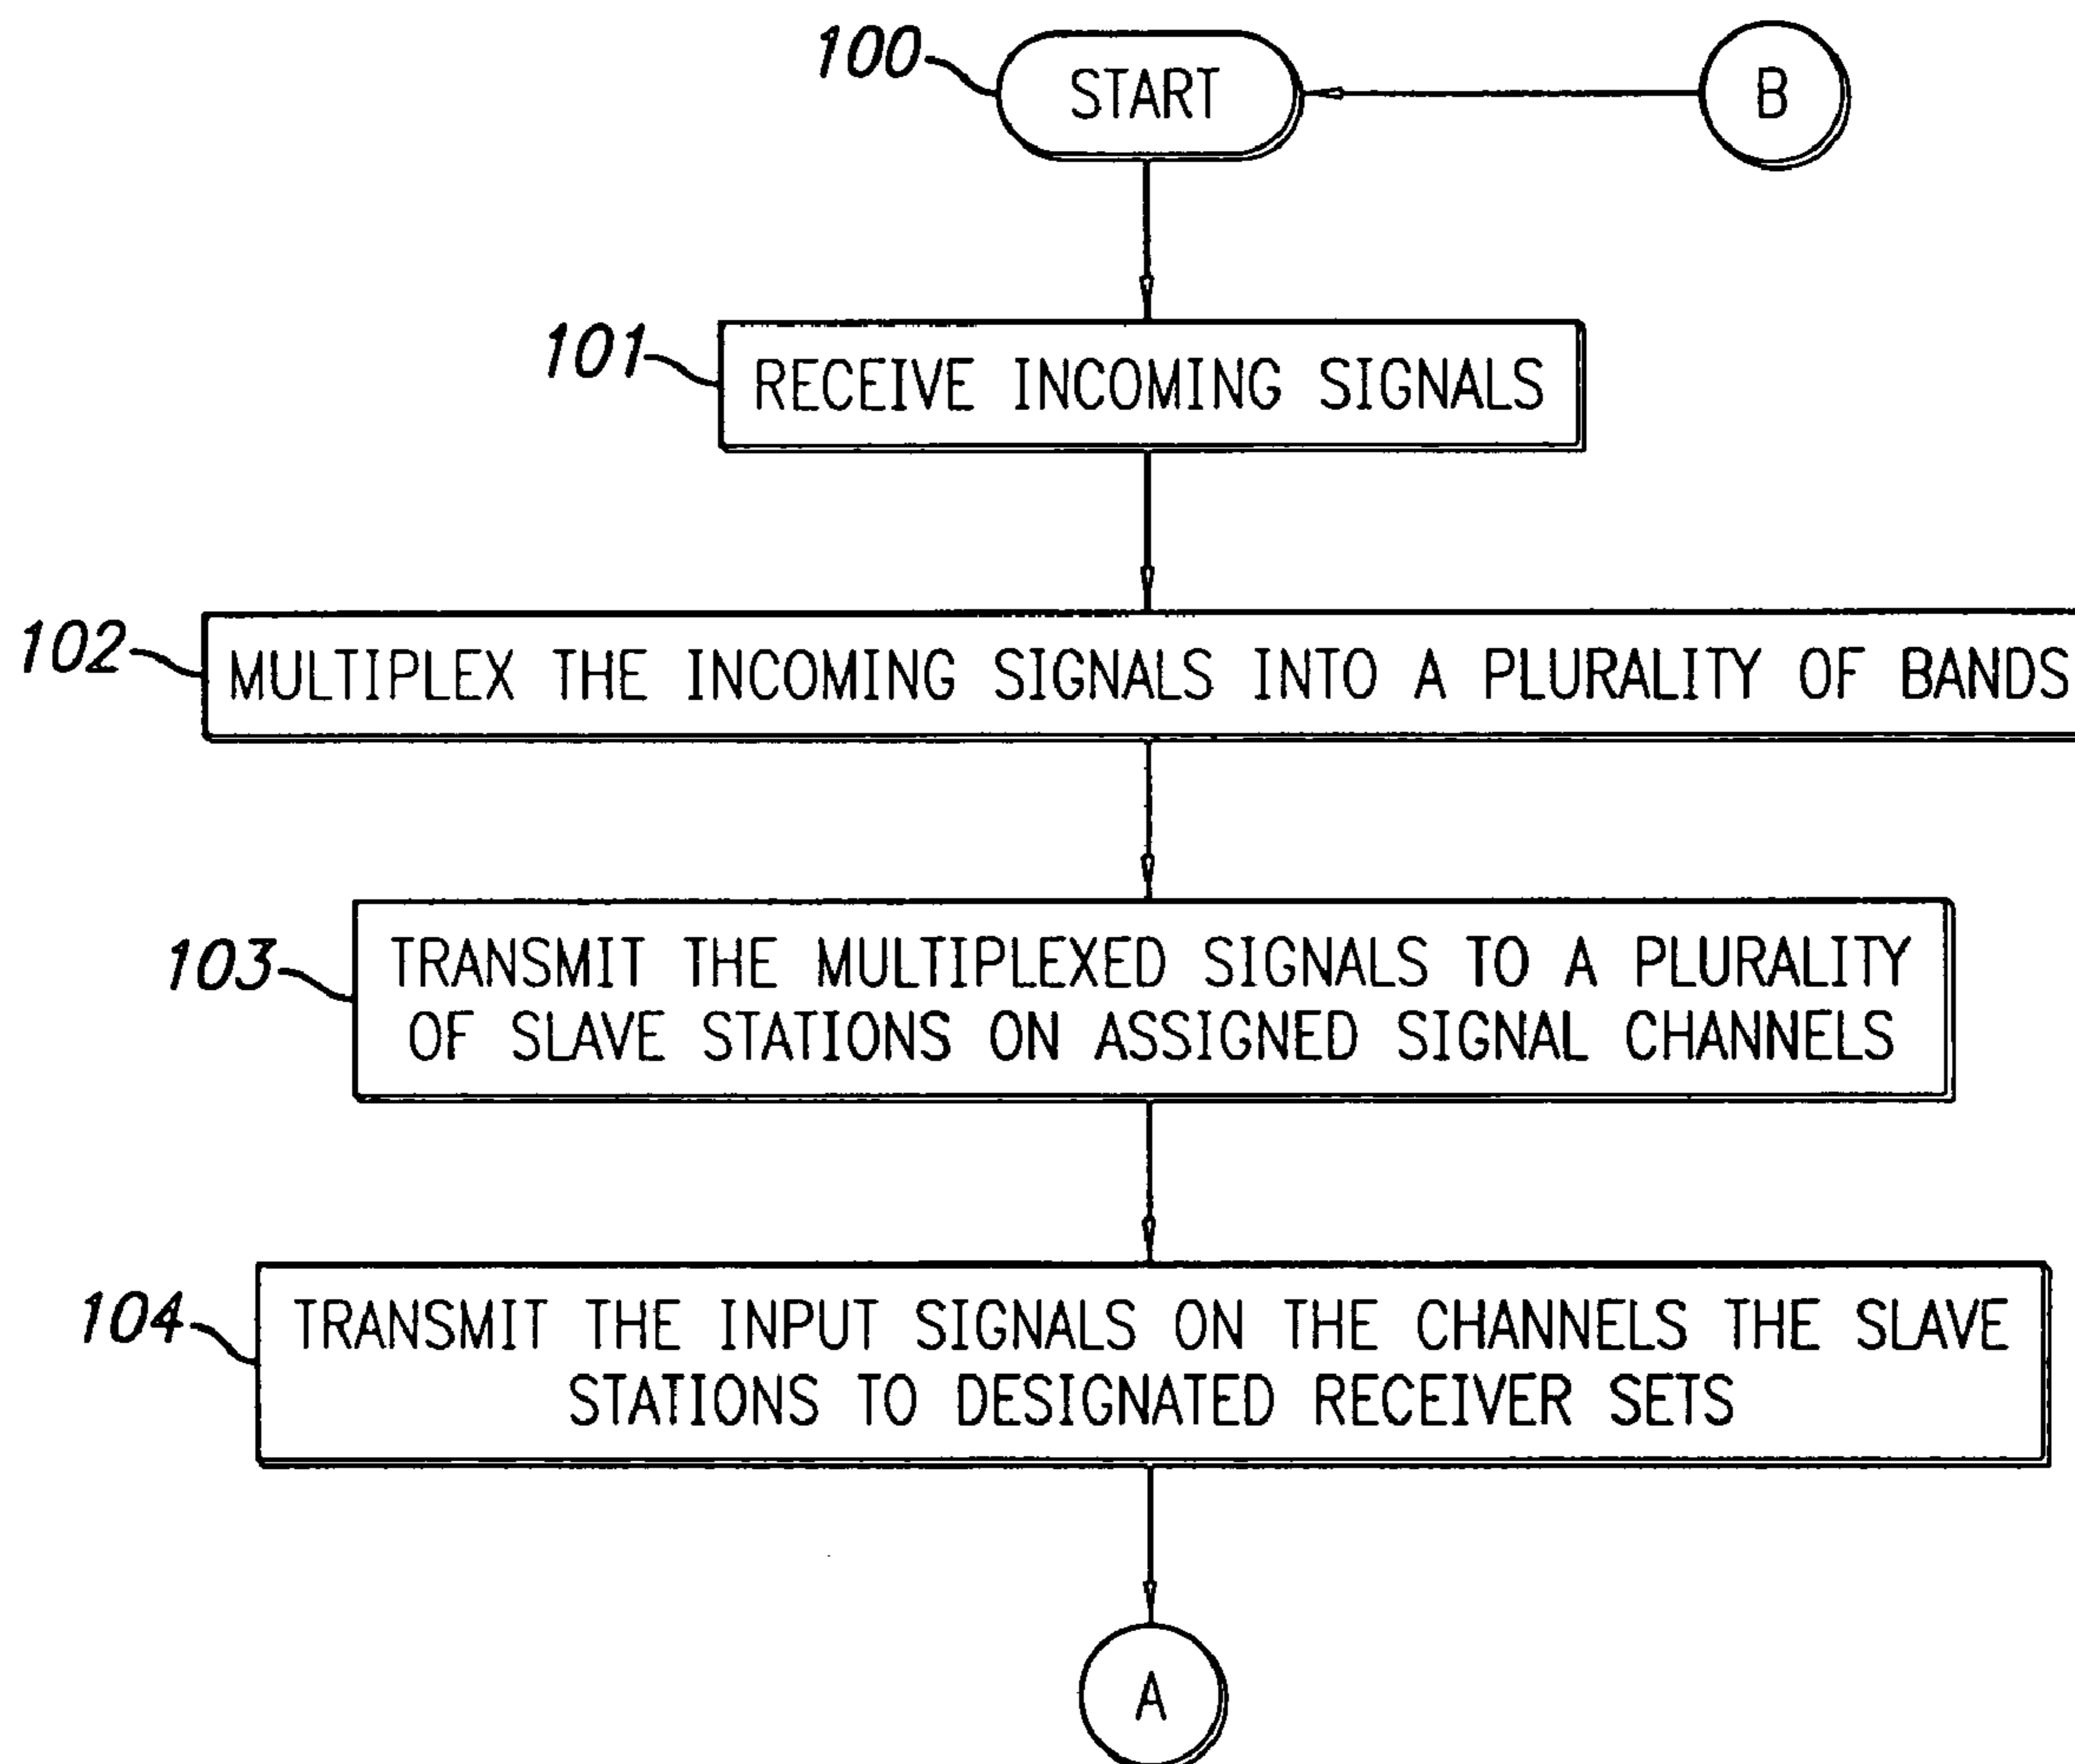 100
START
B
101
RECEIVE INCOMING SIGNALS
102
MULTIPLEX THE INCOMING SIGNALS INTO A PLURALITY OF BANDS
103
TRANSMIT THE MULTIPLEXED SIGNALS TO A PLURALITY
OF SLAVE STATIONS ON ASSIGNED SIGNAL CHANNELS
104
TRANSMIT THE INPUT SIGNALS ON THE CHANNELS THE SLAVE
STATIONS TO DESIGNATED RECEIVER SETS
A